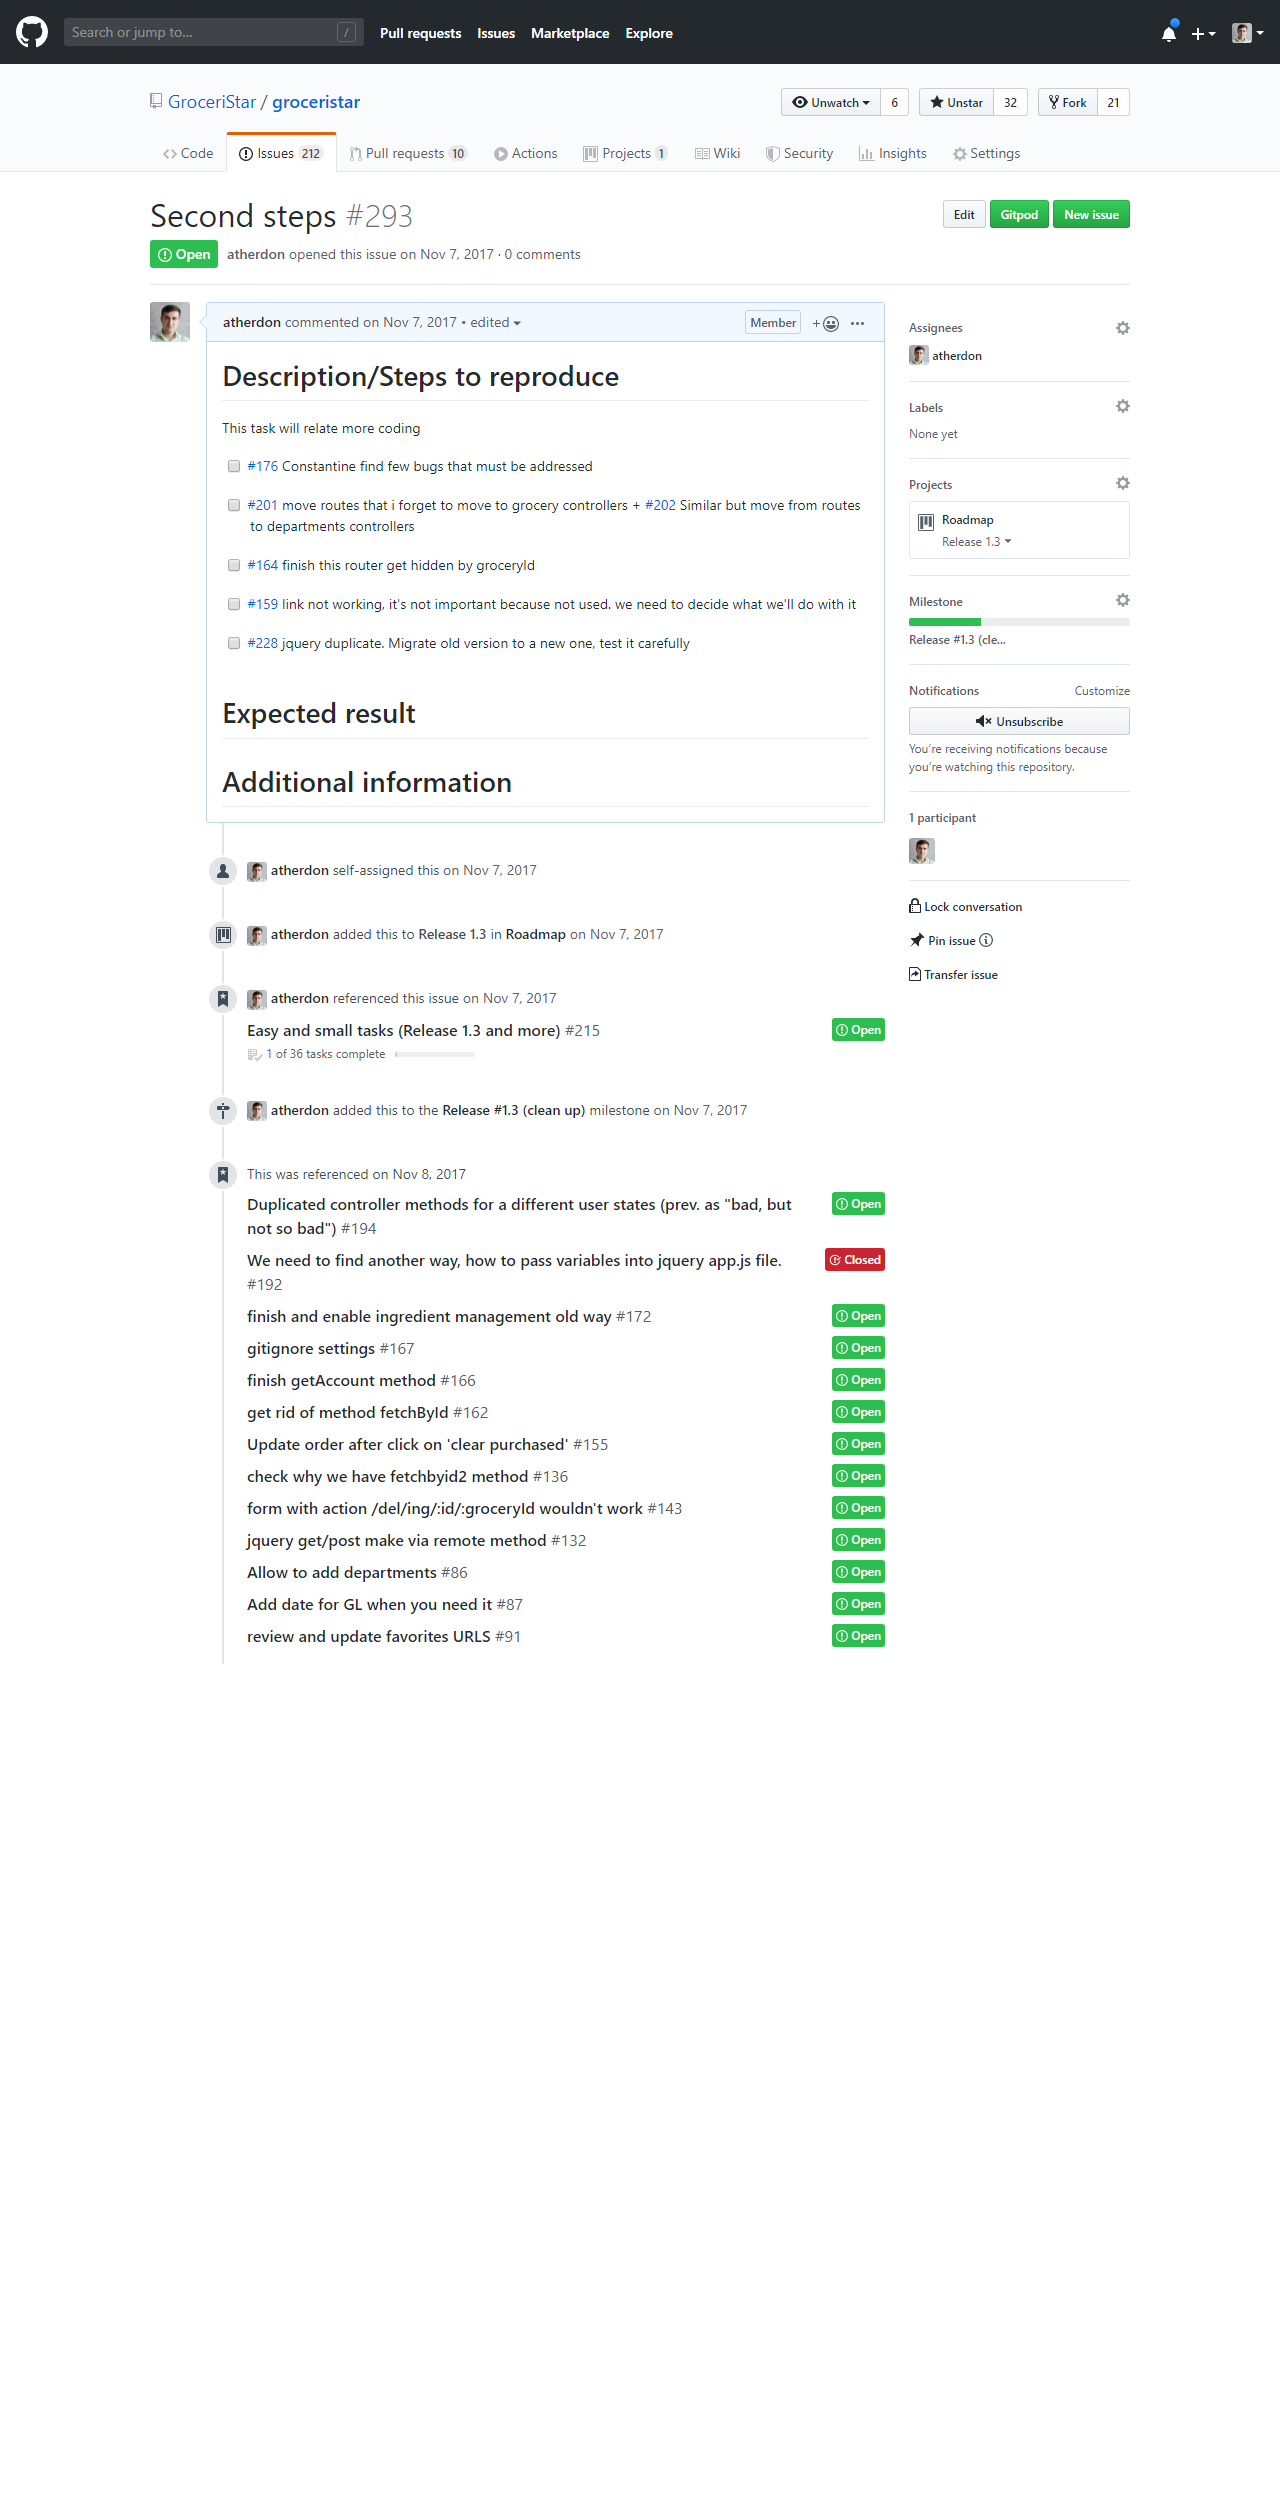 Search or jump to... /
Pull requests Issues Marketplace Explore
GroceriStar / groceristar
Unwatch 6 Unstar 32 Fork 21
Code Issues 212 Pull requests 10 Actions Projects 1 Wiki Security Insights Settings
Second steps #293
Edit Gitpod New issue
Open atherdon opened this issue on Nov 7, 2017 · 0 comments
atherdon commented on Nov 7, 2017 • edited
Member
Description/Steps to reproduce
This task will relate more coding
#176 Constantine find few bugs that must be addressed
#201 move routes that i forget to move to grocery controllers + #202 Similar but move from routes
to departments controllers
#164 finish this router get hidden by groceryId
#159 link not working, it's not important because not used. we need to decide what we'll do with it
#228 jquery duplicate. Migrate old version to a new one, test it carefully
Expected result
Additional information
atherdon self-assigned this on Nov 7, 2017
atherdon added this to Release 1.3 in Roadmap on Nov 7, 2017
atherdon referenced this issue on Nov 7, 2017
Easy and small tasks (Release 1.3 and more) #215
Open
1 of 36 tasks complete
atherdon added this to the Release #1.3 (clean up) milestone on Nov 7, 2017
This was referenced on Nov 8, 2017
Duplicated controller methods for a different user states (prev. as "bad, but
not so bad") #194
Open
We need to find another way, how to pass variables into jquery app.js file.
#192
Closed
finish and enable ingredient management old way #172
Open
gitignore settings #167
Open
finish getAccount method #166
Open
get rid of method fetchById #162
Open
Update order after click on 'clear purchased' #155
Open
check why we have fetchbyid2 method #136
Open
form with action /del/ing/:id/:groceryId wouldn't work #143
Open
jquery get/post make via remote method #132
Open
Allow to add departments #86
Open
Add date for GL when you need it #87
Open
review and update favorites URLS #91
Open
Assignees
atherdon
Labels
None yet
Projects
Roadmap
Release 1.3
Milestone
Release #1.3 (cle...
Notifications
Customize
Unsubscribe
You're receiving notifications because
you're watching this repository.
1 participant
Lock conversation
Pin issue
Transfer issue